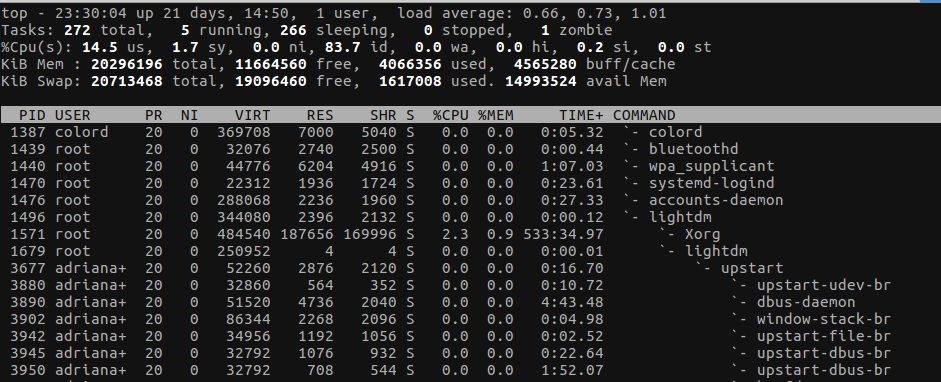 top - 23:30:04 up 21 days, 14:50,  1 user,  load average: 0.66, 0.73, 1.01
Tasks: 272 total,   5 running, 266 sleeping,   0 stopped,   1 zombie
%Cpu(s): 14.5 us,  1.7 sy,  0.0 ni, 83.7 id,  0.0 wa,  0.0 hi,  0.2 si,  0.0 st
KiB Mem : 20296196 total, 11664560 free,  4066356 used,  4565280 buff/cache
KiB Swap: 20713468 total, 19096460 free,  1617008 used. 14993524 avail Mem
PID USER PR NI VIRT RES SHR S %CPU %MEM TIME+ COMMAND
1387 colord 20 0 369708 7000 5040 S 0.0 0.0 0:05.32 `- colord
1439 root 20 0 32076 2740 2500 S 0.0 0.0 0:00.44 `- bluetoothd
1440 root 20 0 44776 6204 4916 S 0.0 0.0 1:07.03 `- wpa_supplicant
1470 root 20 0 22312 1936 1724 S 0.0 0.0 0:23.61 `- systemd-logind
1476 root 20 0 288068 2236 1960 S 0.0 0.0 0:27.33 `- accounts-daemon
1496 root 20 0 344080 2396 2132 S 0.0 0.0 0:00.12 `- lightdm
1571 root 20 0 484540 187656 169996 S 2.3 0.9 533:34.97 `- Xorg
1679 root 20 0 250952 4 4 S 0.0 0.0 0:00.01 `- lightdm
3677 adriana+ 20 0 52260 2876 2120 S 0.0 0.0 0:16.70 `- upstart
3880 adriana+ 20 0 32860 564 352 S 0.0 0.0 0:10.72 `- upstart-udev-br
3890 adriana+ 20 0 51520 4736 2040 S 0.0 0.0 4:43.48 `- dbus-daemon
3902 adriana+ 20 0 86344 2268 2096 S 0.0 0.0 0:04.98 `- window-stack-br
3942 adriana+ 20 0 34956 1192 1056 S 0.0 0.0 0:02.52 `- upstart-file-br
3945 adriana+ 20 0 32792 1076 932 S 0.0 0.0 0:22.64 `- upstart-dbus-br
3950 adriana+ 20 0 32792 708 544 S 0.0 0.0 1:52.07 `- upstart-dbus-br